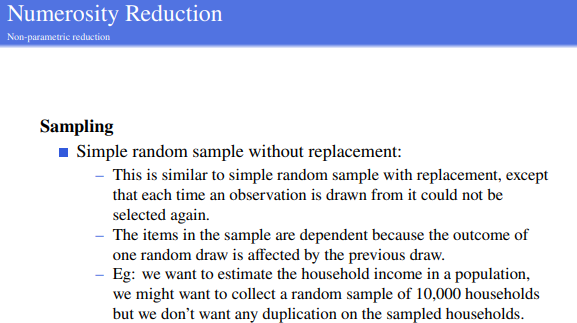 Numerosity Reduction
Non-parametric reduction
Sampling
Simple random sample without replacement:
– This is similar to simple random sample with replacement, except
that each time an observation is drawn from it could not be
selected again.
– The items in the sample are dependent because the outcome of
one random draw is affected by the previous draw.
– Eg: we want to estimate the household income in a population,
we might want to collect a random sample of 10,000 households
but we don't want any duplication on the sampled households.